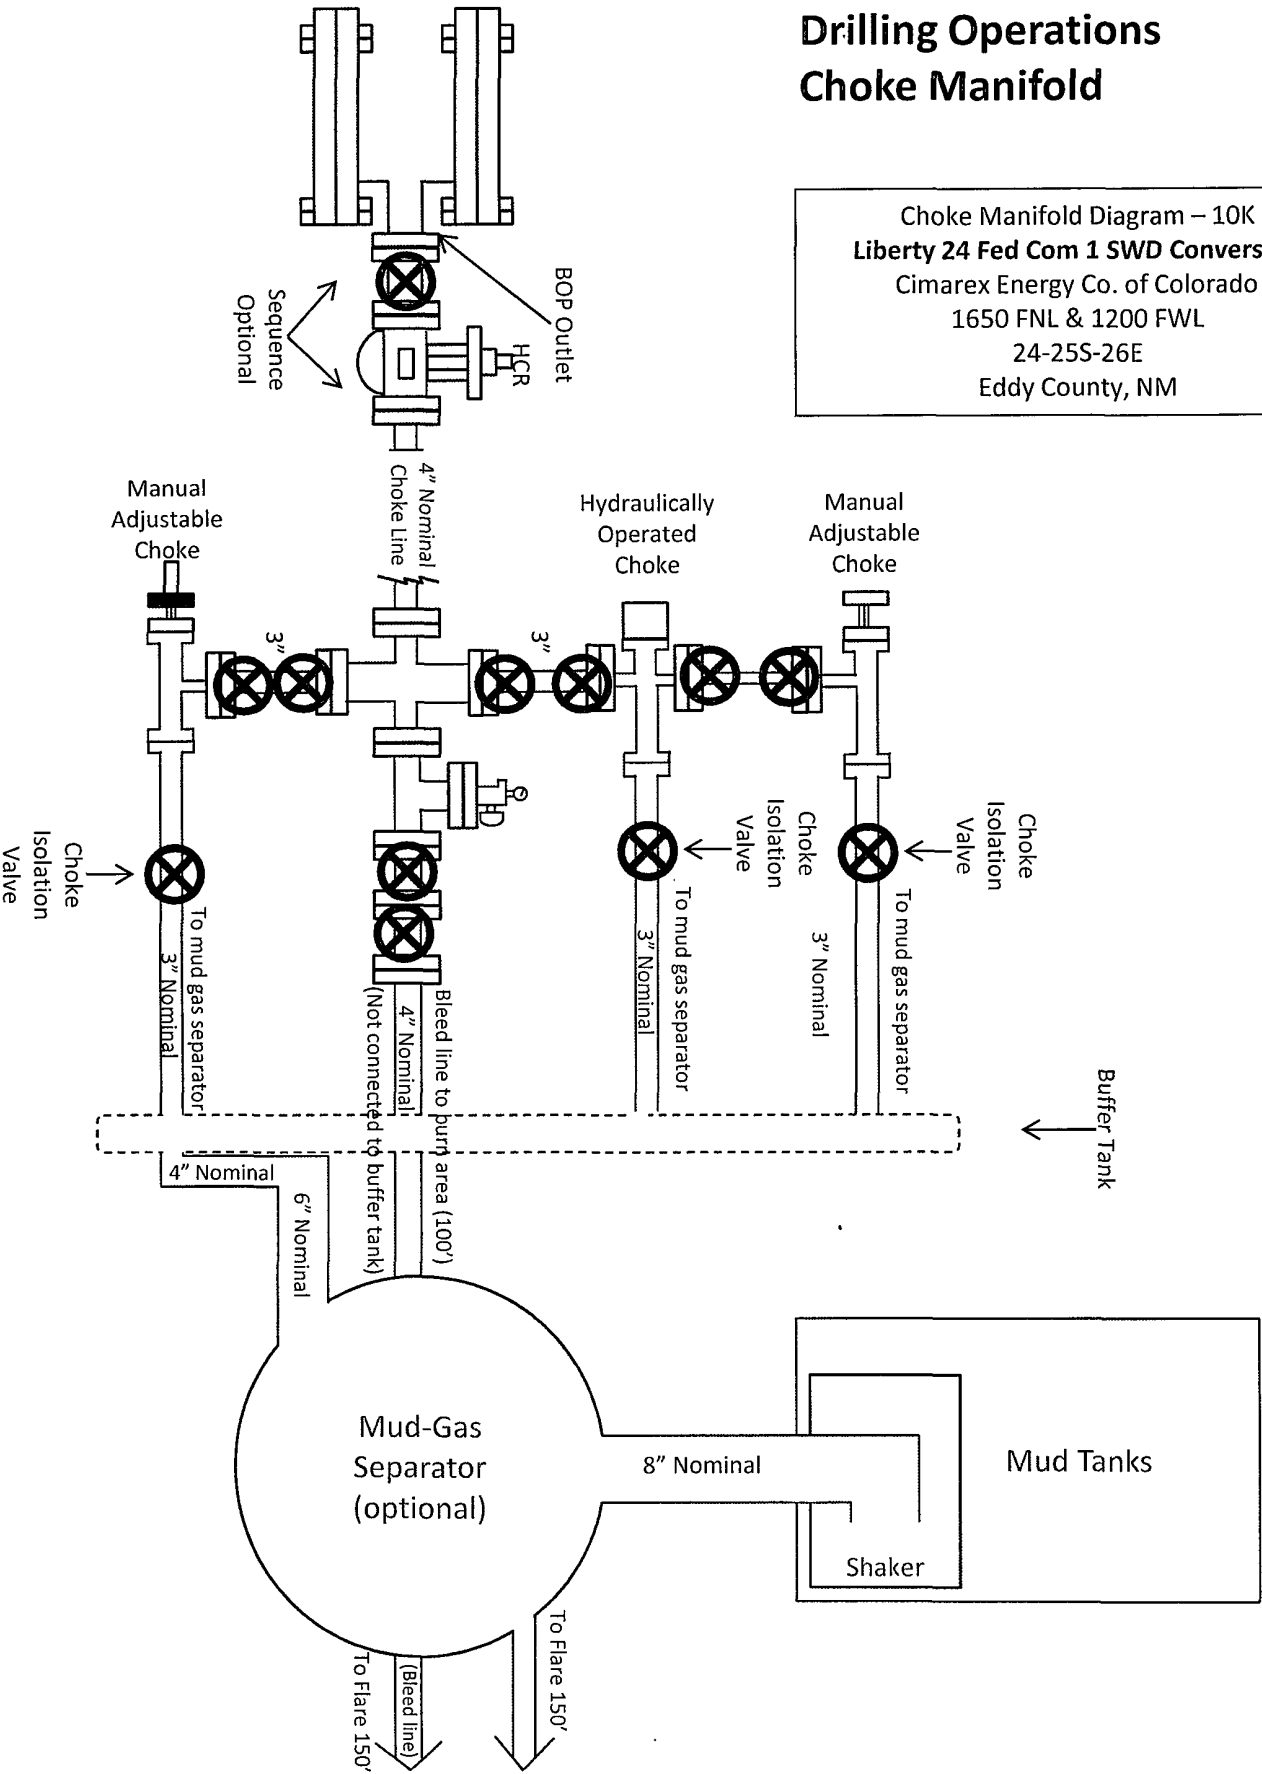 Drilling Operations
Choke Manifold
Choke Manifold Diagram – 10K
Liberty 24 Fed Com 1 SWD Convers
Cimarex Energy Co. of Colorado
1650 FNL & 1200 FWL
24-25S-26E
Eddy County, NM
BOP Outlet
HCR
Sequence
Optional
4" Nominal
Choke Line
Manual
Adjustable
Choke
Hydraulically
Operated
Choke
Manual
Adjustable
Choke
3"
3"
Choke
Isolation
Valve
Choke
Isolation
Valve
Choke
Isolation
Valve
To mud gas separator
3" Nominal
Bleed line to burn area (100')
4" Nominal
(Not connected to buffer tank)
To mud gas separator
3" Nominal
To mud gas separator
3" Nominal
Buffer Tank
4" Nominal
6" Nominal
Mud-Gas
Separator
(optional)
8" Nominal
Mud Tanks
Shaker
To Flare 150'
(Bleed line)
To Flare 150'